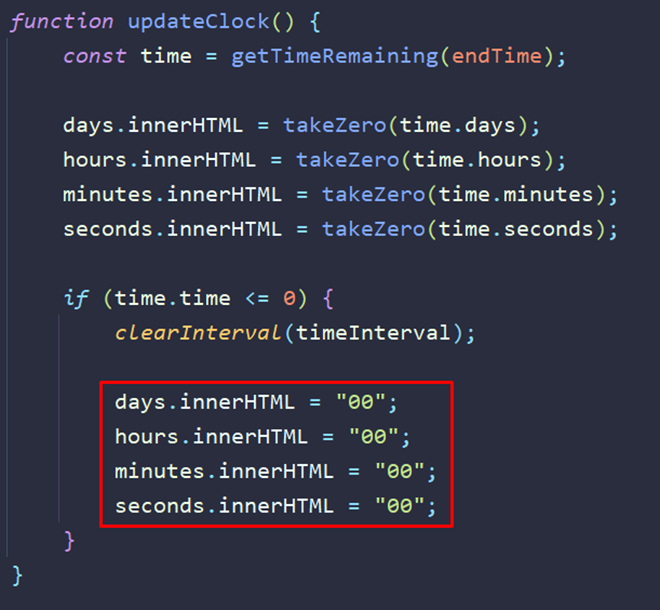 function updateClock() {
const time = getTimeRemaining(endTime);
days.innerHTML = takeZero(time.days);
hours.innerHTML = takeZero(time.hours);
minutes.innerHTML = takeZero(time.minutes);
seconds.innerHTML = takeZero(time.seconds);
if (time.time <= 0) {
clearInterval(timeInterval);
days.innerHTML = "00";
hours.innerHTML = "00";
minutes.innerHTML = "00";
seconds.innerHTML = "00";
}
}